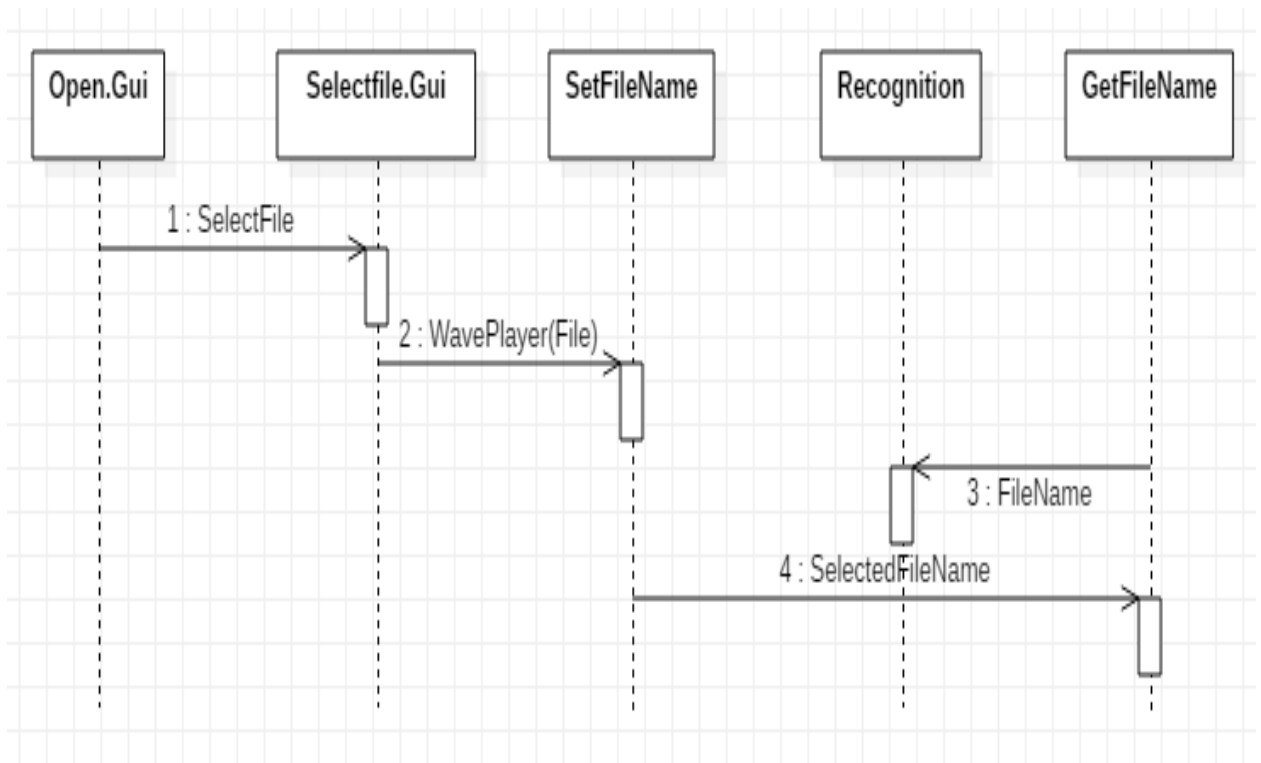 Open.Gui
Selectfile.Gui
SetFileName
Recognition
GetFileName
1 : SelectFile
2 : WavePlayer(File)
3 : FileName
4 : SelectedFileName